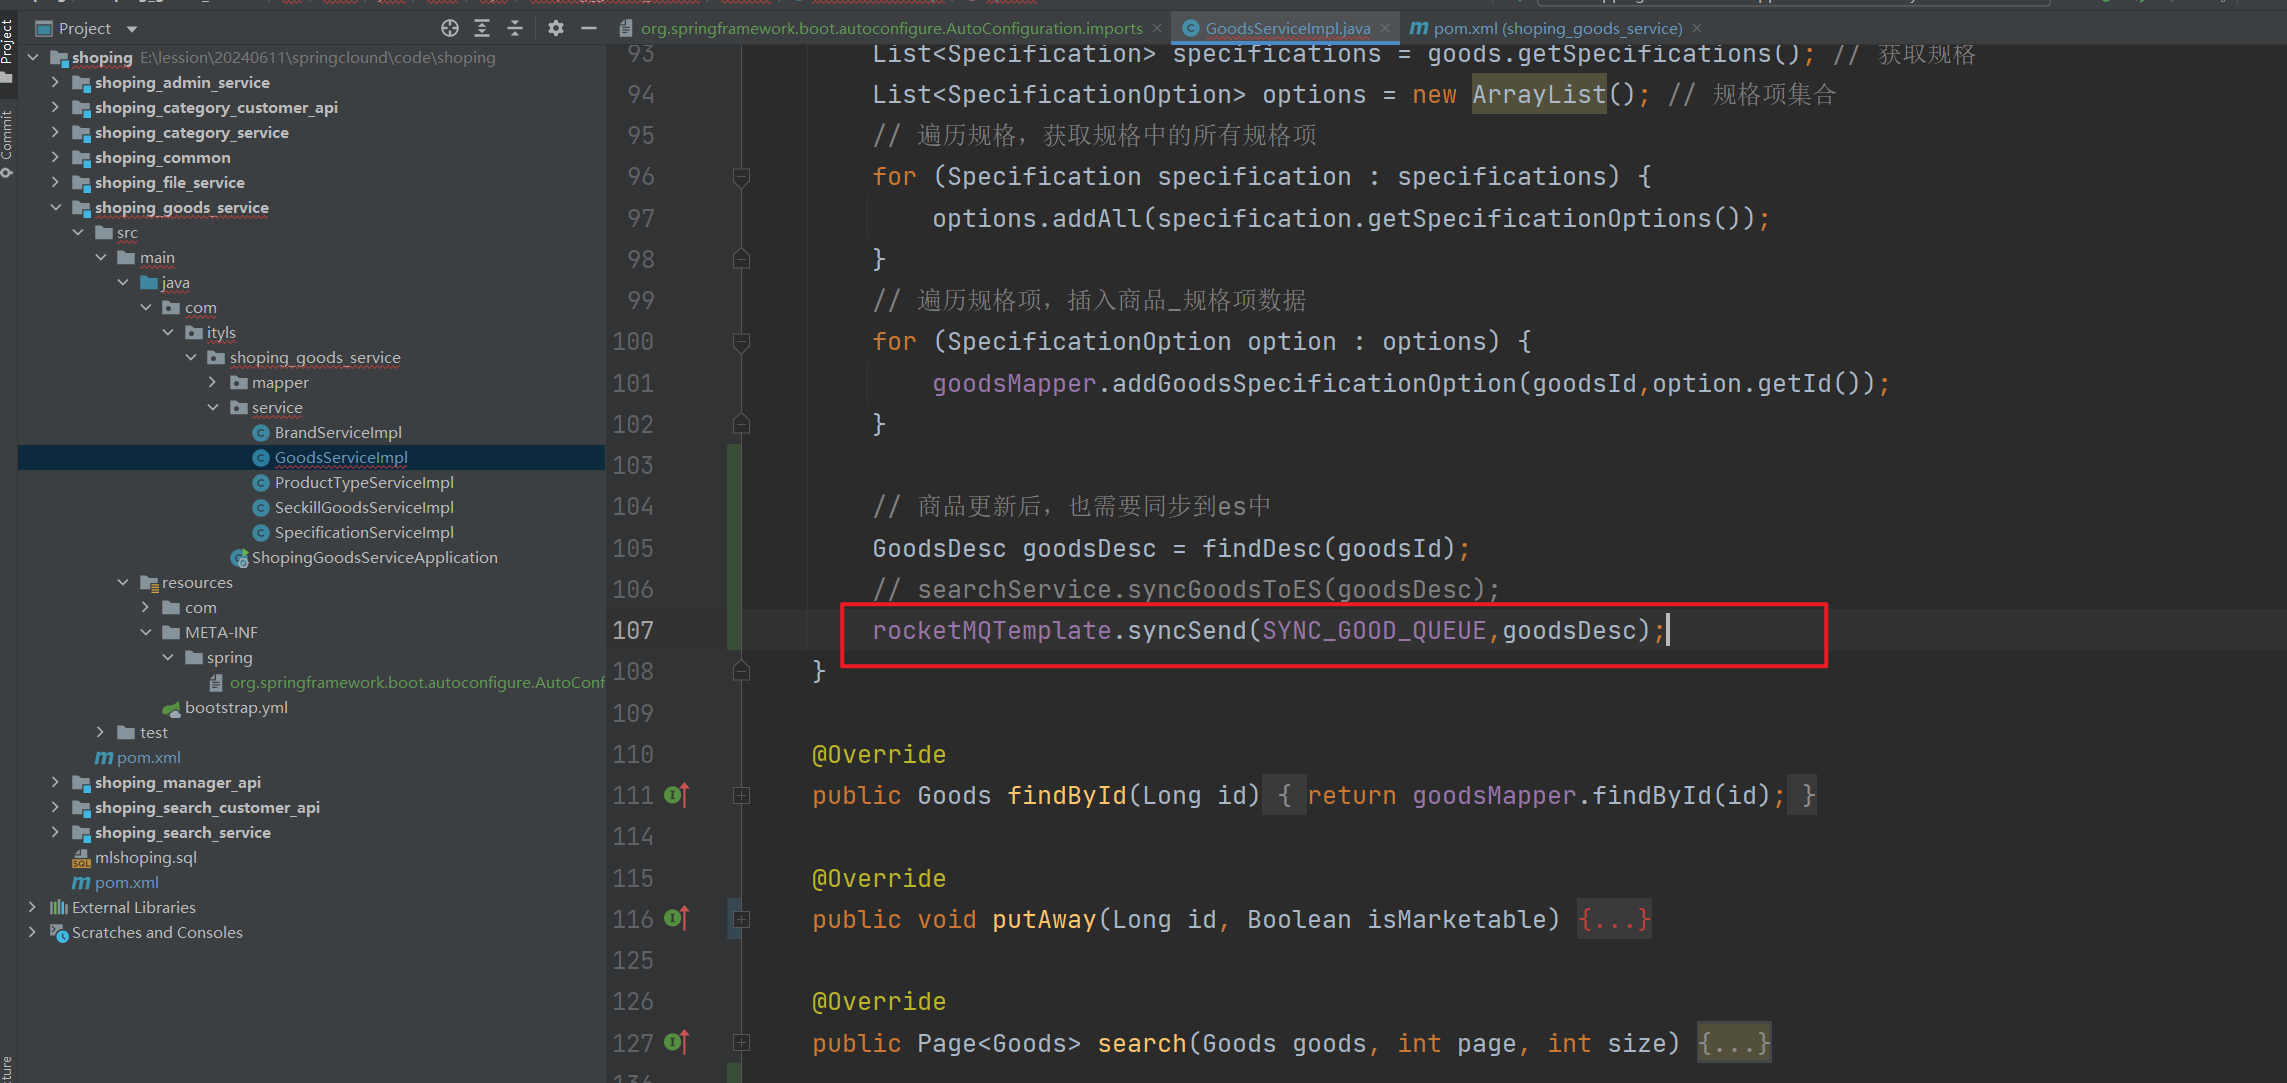 Project
org.springframework.boot.autoconfigure.AutoConfiguration.imports
GoodsServiceImpl.java
pom.xml (shoping_goods_service)
Project
Commit
shoping E:\lession\20240611\springclound\code\shoping
shoping_admin_service
shoping_category_customer_api
shoping_category_service
shoping_common
shoping_file_service
shoping_goods_service
src
main
java
com
ityls
shoping_goods_service
mapper
service
BrandServiceImpl
GoodsServiceImpl
ProductTypeServiceImpl
SeckillGoodsServiceImpl
SpecificationServiceImpl
ShopingGoodsServiceApplication
resources
com
META-INF
spring
org.springframework.boot.autoconfigure.AutoConf
bootstrap.yml
test
pom.xml
shoping_manager_api
shoping_search_customer_api
shoping_search_service
mlshoping.sql
pom.xml
External Libraries
Scratches and Consoles
93 List<Specification> specifications = goods.getSpecifications(); // 获取规格
94 List<SpecificationOption> options = new ArrayList(); // 规格项集合
95 // 遍历规格，获取规格中的所有规格项
96 for (Specification specification : specifications) {
97 options.addAll(specification.getSpecificationOptions());
98 }
99 // 遍历规格项，插入商品_规格项数据
100 for (SpecificationOption option : options) {
101 goodsMapper.addGoodsSpecificationOption(goodsId,option.getId());
102 }
103
104 // 商品更新后，也需要同步到es中
105 GoodsDesc goodsDesc = findDesc(goodsId);
106 // searchService.syncGoodsToES(goodsDesc);
107 rocketMQTemplate.syncSend(SYNC_GOOD_QUEUE,goodsDesc);
108 }
109
110 @Override
111 public Goods findById(Long id) { return goodsMapper.findById(id); }
114
115 @Override
116 public void putAway(Long id, Boolean isMarketable) {...}
125
126 @Override
127 public Page<Goods> search(Goods goods, int page, int size) {...}